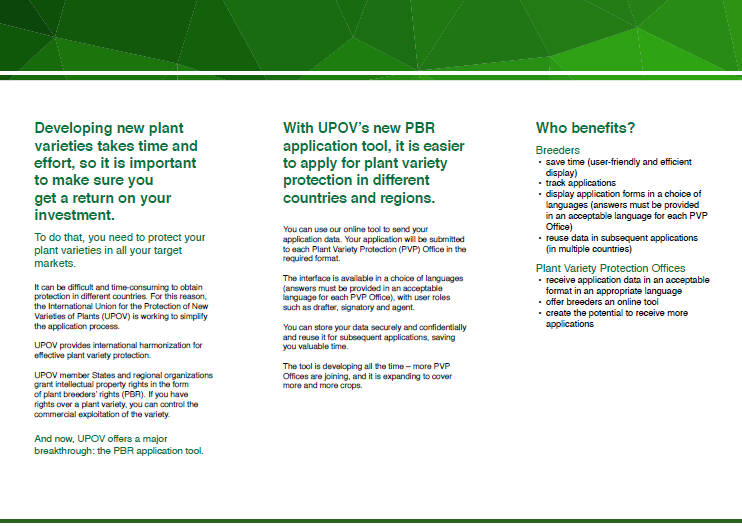 Developing new plant
varieties takes time and
effort, so it is important
to make sure you
get a return on your
investment.
To do that, you need to protect your
plant varieties in all your target
markets.
It can be difficult and time-consuming to obtain
protection in different countries. For this reason,
the International Union for the Protection of New
Varieties of Plants (UPOV) is working to simplify
the application process.
UPOV provides international harmonization for
effective plant variety protection.
UPOV member States and regional organizations
grant intellectual property rights in the form
of plant breeders' rights (PBR). If you have
rights over a plant variety, you can control the
commercial exploitation of the variety.
And now, UPOV offers a major
breakthrough: the PBR application tool.
With UPOV's new PBR
application tool, it is easier
to apply for plant variety
protection in different
countries and regions.
You can use our online tool to send your
application data. Your application will be submitted
to each Plant Variety Protection (PVP) Office in the
required format.
The interface is available in a choice of languages
(answers must be provided in an acceptable
language for each PVP Office), with user roles
such as drafter, signatory and agent.
You can store your data securely and confidentially
and reuse it for subsequent applications, saving
you valuable time.
The tool is developing all the time – more PVP
Offices are joining, and it is expanding to cover
more and more crops.
Who benefits?
Breeders
• save time (user-friendly and efficient
display)
• track applications
• display application forms in a choice of
languages (answers must be provided
in an acceptable language for each PVP
Office)
• reuse data in subsequent applications
(in multiple countries)
Plant Variety Protection Offices
• receive application data in an acceptable
format in an appropriate language
• offer breeders an online tool
• create the potential to receive more
applications